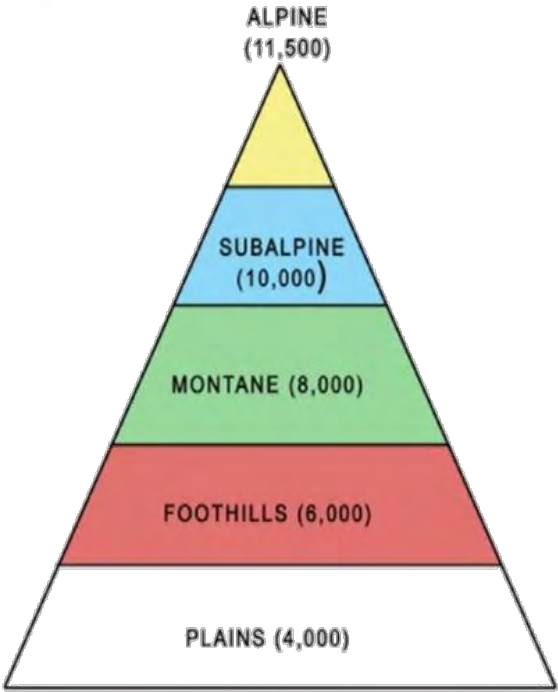 ALPINE
(11,500)
SUBALPINE
(10,000)
MONTANE (8,000)
FOOTHILLS (6,000)
PLAINS (4,000)